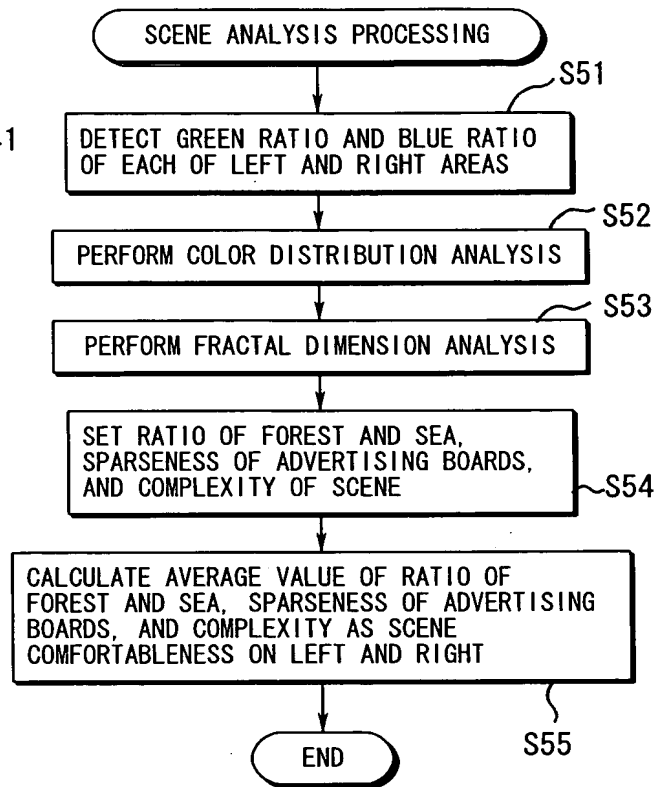 SCENE ANALYSIS PROCESSING
S51
DETECT GREEN RATIO AND BLUE RATIO
OF EACH OF LEFT AND RIGHT AREAS
S52
PERFORM COLOR DISTRIBUTION ANALYSIS
S53
PERFORM FRACTAL DIMENSION ANALYSIS
SET RATIO OF FOREST AND SEA,
SPARSENESS OF ADVERTISING BOARDS,
AND COMPLEXITY OF SCENE
S54
CALCULATE AVERAGE VALUE OF RATIO OF
FOREST AND SEA, SPARSENESS OF ADVERTISING
BOARDS, AND COMPLEXITY AS SCENE
COMFORTABLENESS ON LEFT AND RIGHT
S55
END